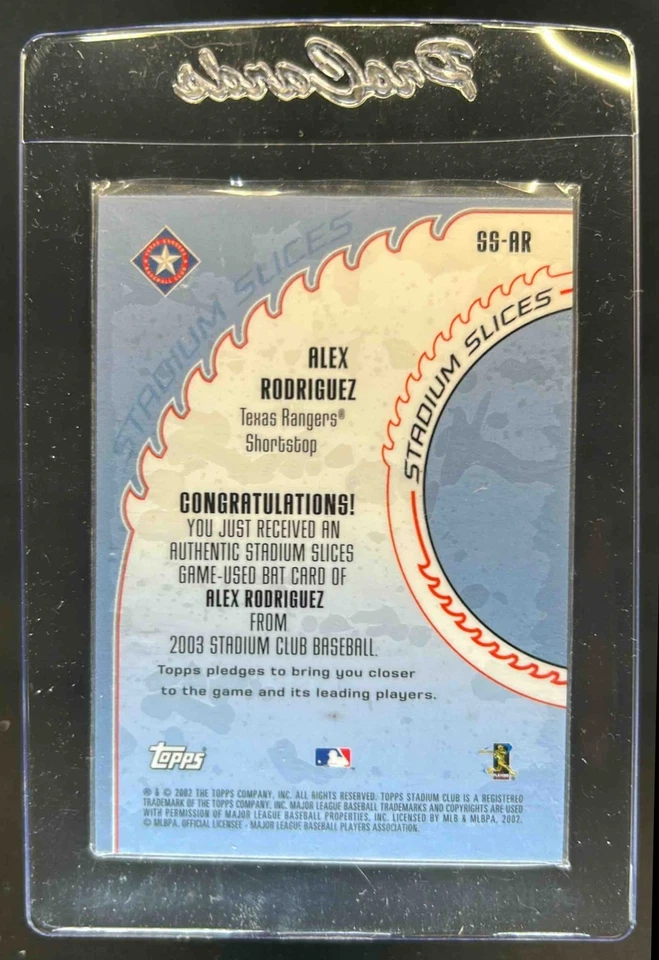 ProCards
SS-AR
STADIUM SLICES
STADIUM SLICES
TEXAS RANGERS
BASEBALL CLUB
ALEX
RODRIGUEZ
Texas Rangers®
Shortstop
CONGRATULATIONS!
YOU JUST RECEIVED AN
AUTHENTIC STADIUM SLICES
GAME-USED BAT CARD OF
ALEX RODRIGUEZ
FROM
2003 STADIUM CLUB BASEBALL.
Topps pledges to bring you closer
to the game and its leading players.
topps
® & © 2002 THE TOPPS COMPANY, INC. ALL RIGHTS RESERVED. TOPPS STADIUM CLUB IS A REGISTERED
TRADEMARK OF THE TOPPS COMPANY, INC. MAJOR LEAGUE BASEBALL TRADEMARKS AND COPYRIGHTS ARE USED
WITH PERMISSION OF MAJOR LEAGUE BASEBALL PROPERTIES, INC. LICENSED BY MLB & MLBPA, 2002.
© MLBPA. OFFICIAL LICENSEE - MAJOR LEAGUE BASEBALL PLAYERS ASSOCIATION.